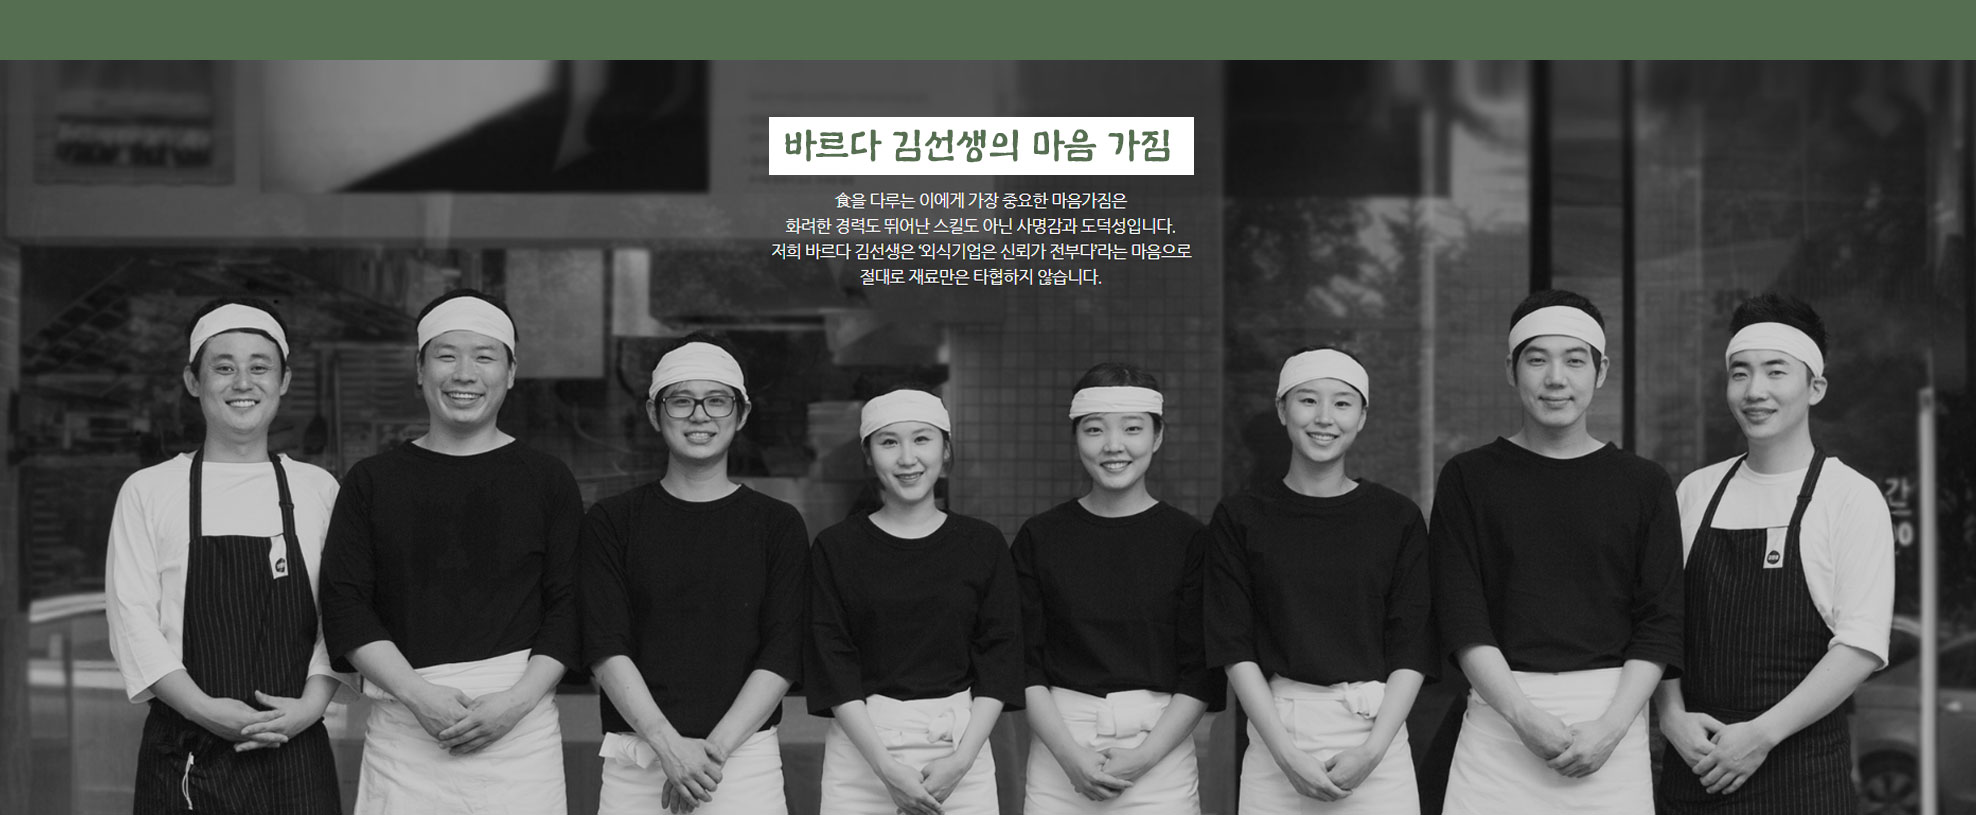 바르다 김선생의 마음 가짐
食을 다루는 이에게 가장 중요한 마음가짐은
화려한 경력도 뛰어난 스킬도 아닌 사명감과 도덕성입니다.
저희 바르다 김선생은 ‘외식기업은 신뢰가 전부다’라는 마음으로
절대로 재료만은 타협하지 않습니다.
간